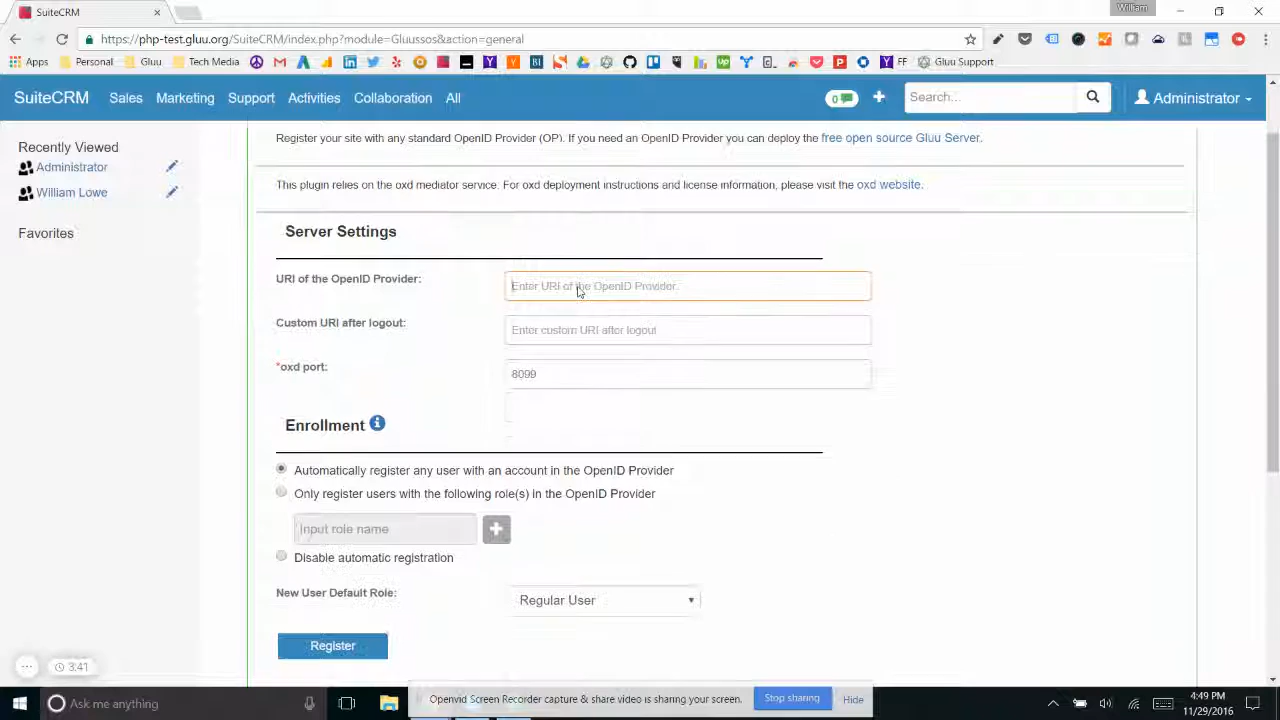 SuiteCRM
William
https://php-test.gluu.org/SuiteCRM/index.php?module=Gluussos&action=general
Apps
Personal
Gluu
Tech Media
FF
Gluu Support
SuiteCRM
Sales
Marketing
Support
Activities
Collaboration
All
0
Search...
Administrator
Recently Viewed
Administrator
William Lowe
Favorites
Register your site with any standard OpenID Provider (OP). If you need an OpenID Provider you can deploy the free open source Gluu Server.
This plugin relies on the oxd mediator service. For oxd deployment instructions and license information, please visit the oxd website.
Server Settings
URI of the OpenID Provider:
Enter URI of the OpenID Provider.
Custom URI after logout:
Enter custom URI after logout
*oxd port:
8099
Enrollment
Automatically register any user with an account in the OpenID Provider
Only register users with the following role(s) in the OpenID Provider
Input role name
Disable automatic registration
New User Default Role:
Regular User
Register
3:41
Openvid Screen Recorder capture & share video is sharing your screen.
Stop sharing
Hide
Ask me anything
4:49 PM
11/29/2016